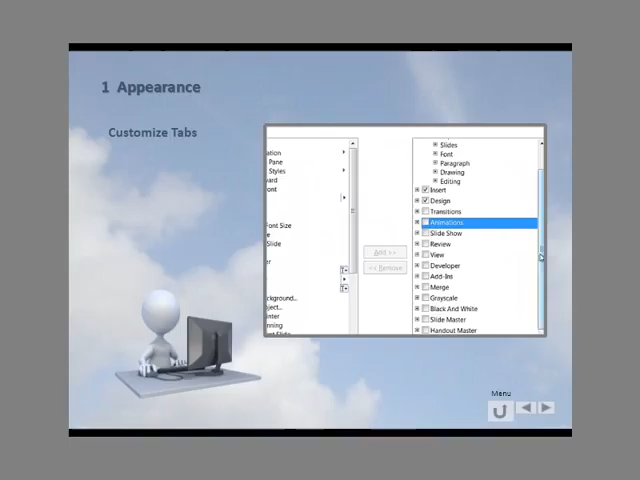 1 Appearance
Customize Tabs
ation
Pane
Styles
ard
ont
Font Size
e
Slide
er
ackground...
ject...
inter
nning
Add >>
<< Remove
Slides
Font
Paragraph
Drawing
Editing
Insert
Design
Transitions
Animations
Slide Show
Review
View
Developer
Add-Ins
Merge
Grayscale
Black And White
Slide Master
Handout Master
Menu